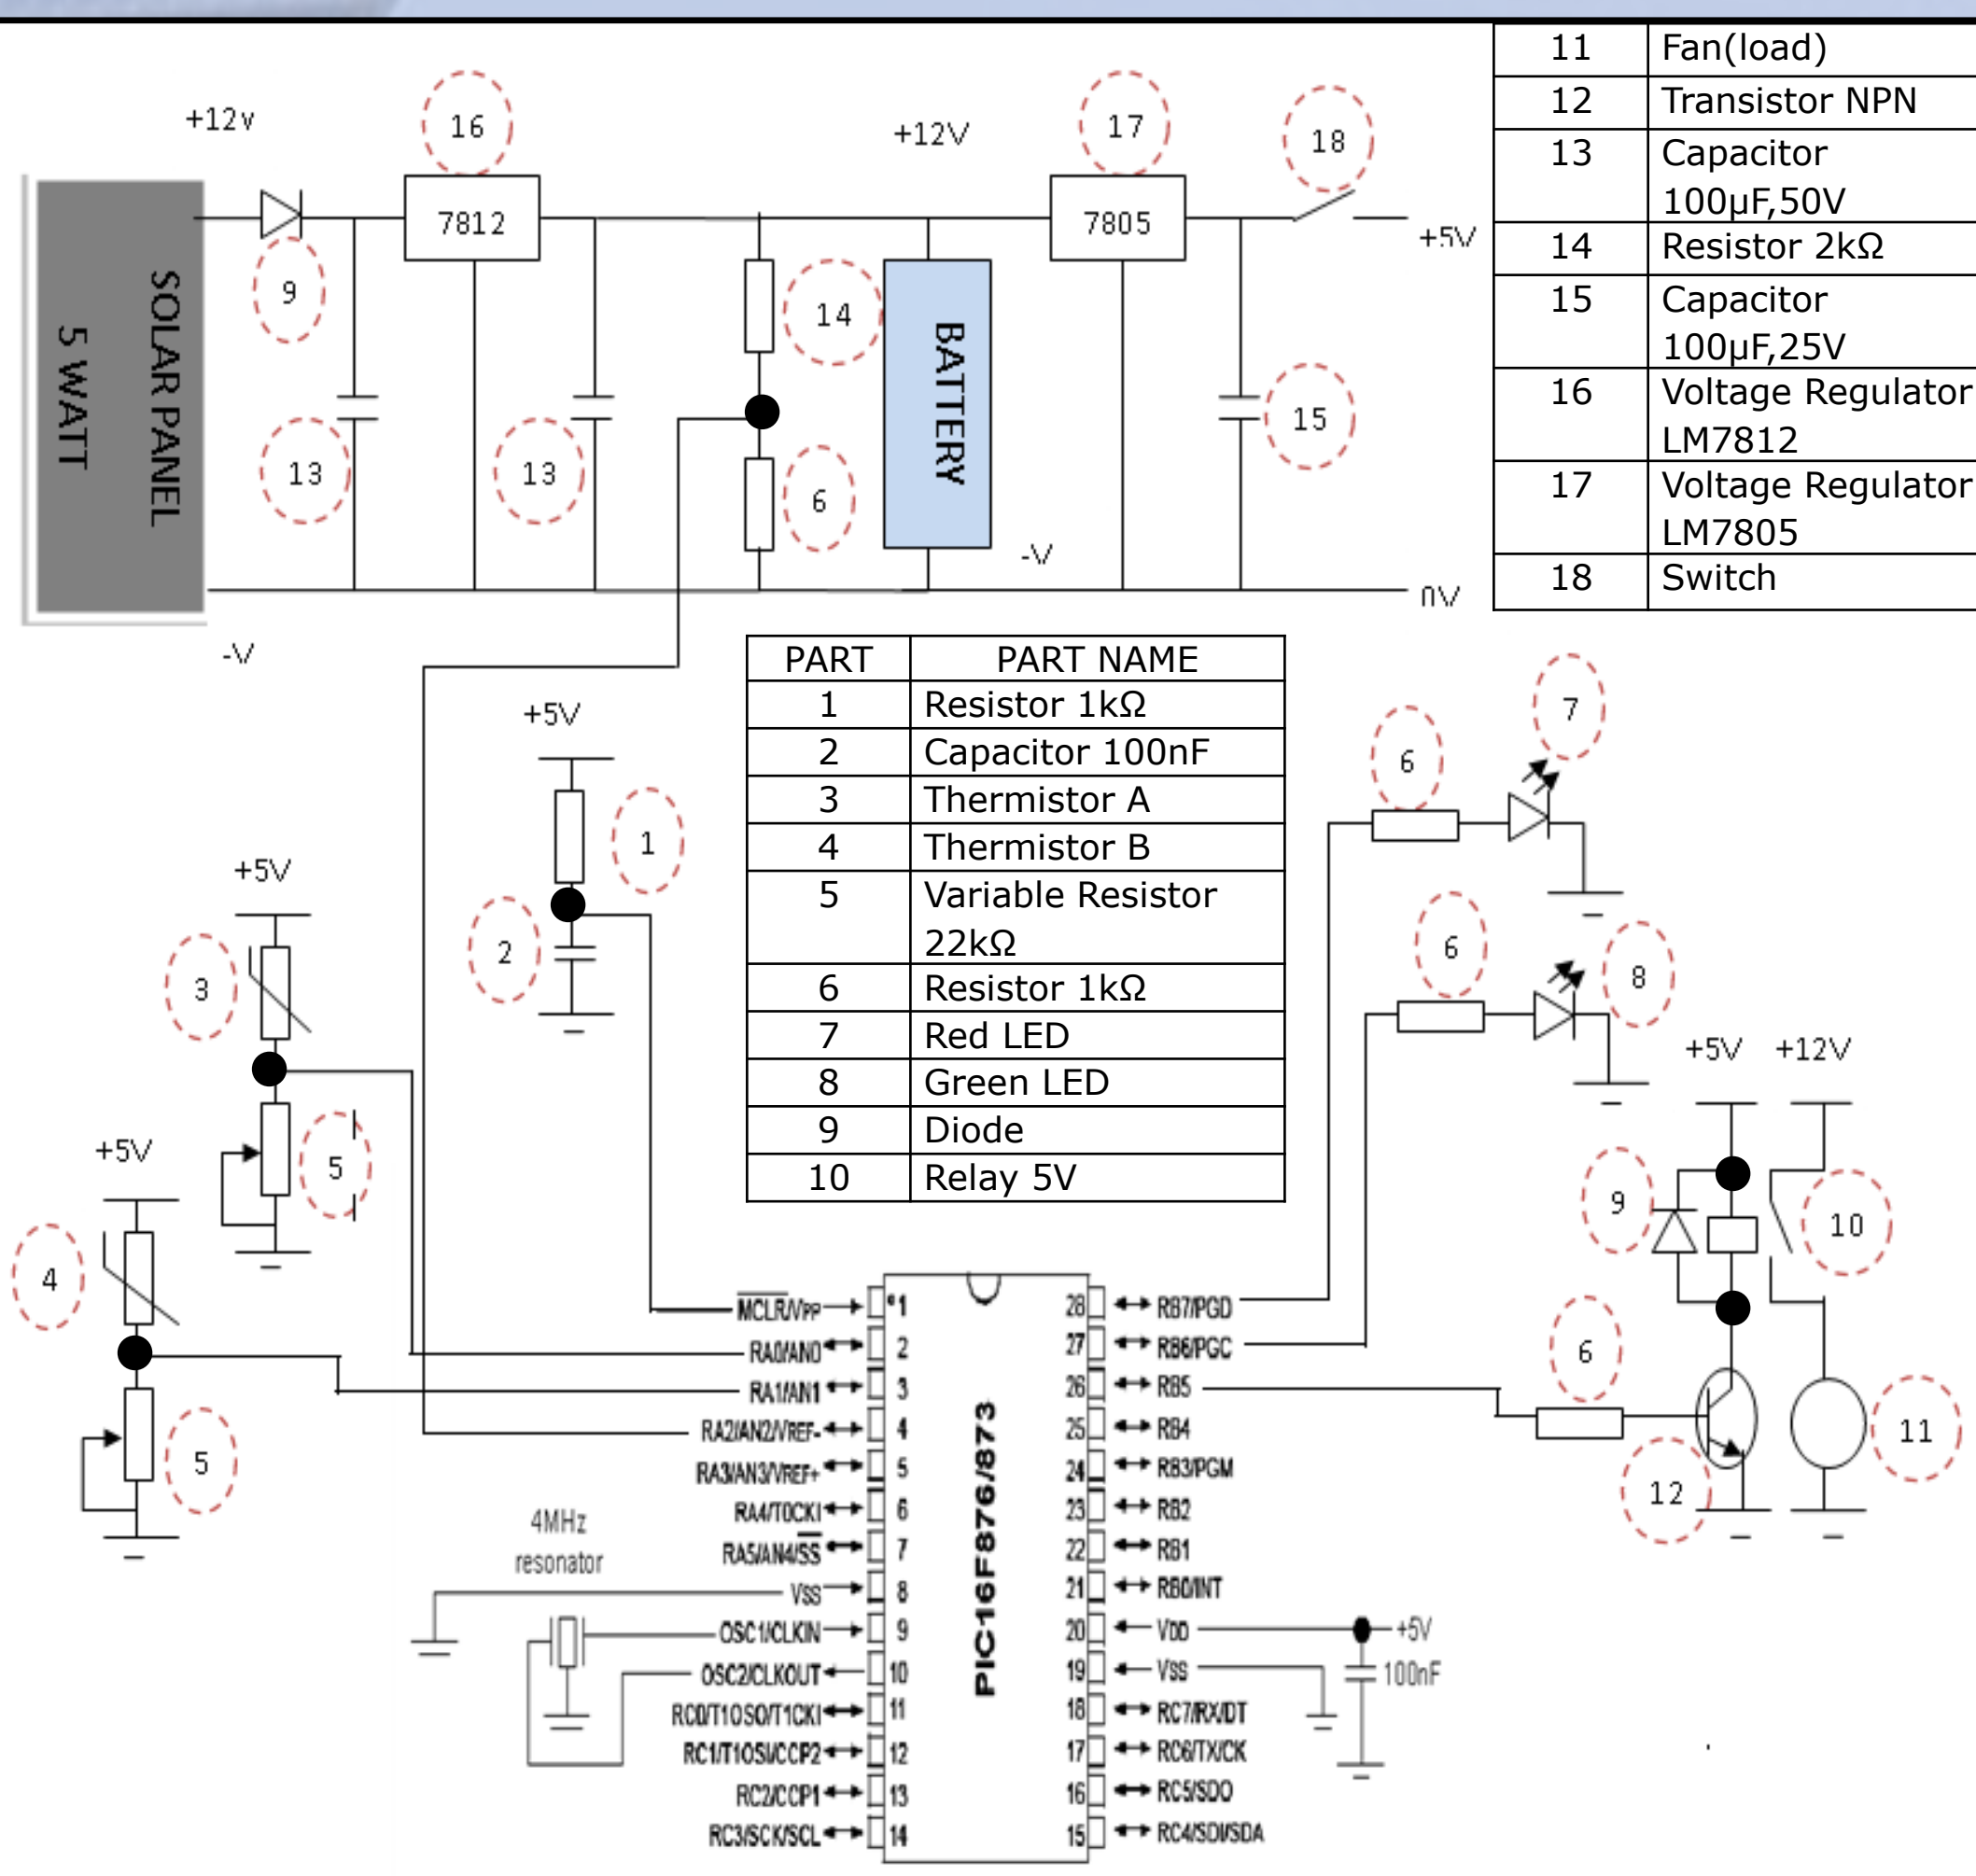 +12v
16
+12V
17
18
7812
7805
+5V
SOLAR PANEL
5 WATT
9
14
BATTERY
13
13
6
15
-V
0V
-V
11 Fan(load)
12 Transistor NPN
13 Capacitor
100µF,50V
14 Resistor 2kΩ
15 Capacitor
100µF,25V
16 Voltage Regulator
LM7812
17 Voltage Regulator
LM7805
18 Switch
PART PART NAME
1 Resistor 1kΩ
2 Capacitor 100nF
3 Thermistor A
4 Thermistor B
5 Variable Resistor
22kΩ
6 Resistor 1kΩ
7 Red LED
8 Green LED
9 Diode
10 Relay 5V
+5V
1
2
+5V
3
5
+5V
4
5
7
6
6
8
+5V +12V
9
10
6
11
12
MCLR/VPP 1
RA0/AN0 2
RA1/AN1 3
RA2/AN2/VREF- 4
RA3/AN3/VREF+ 5
RA4/T0CKI 6
RA5/AN4/SS 7
VSS 8
OSC1/CLKIN 9
OSC2/CLKOUT 10
RC0/T1OSO/T1CKI 11
RC1/T1OSI/CCP2 12
RC2/CCP1 13
RC3/SCK/SCL 14
4MHz
resonator
PIC16F876/873
28 RB7/PGD
27 RB6/PGC
26 RB5
25 RB4
24 RB3/PGM
23 RB2
22 RB1
21 RB0/INT
20 VDD
19 VSS
18 RC7/RX/DT
17 RC6/TX/CK
16 RC5/SDO
15 RC4/SDI/SDA
+5V
100nF